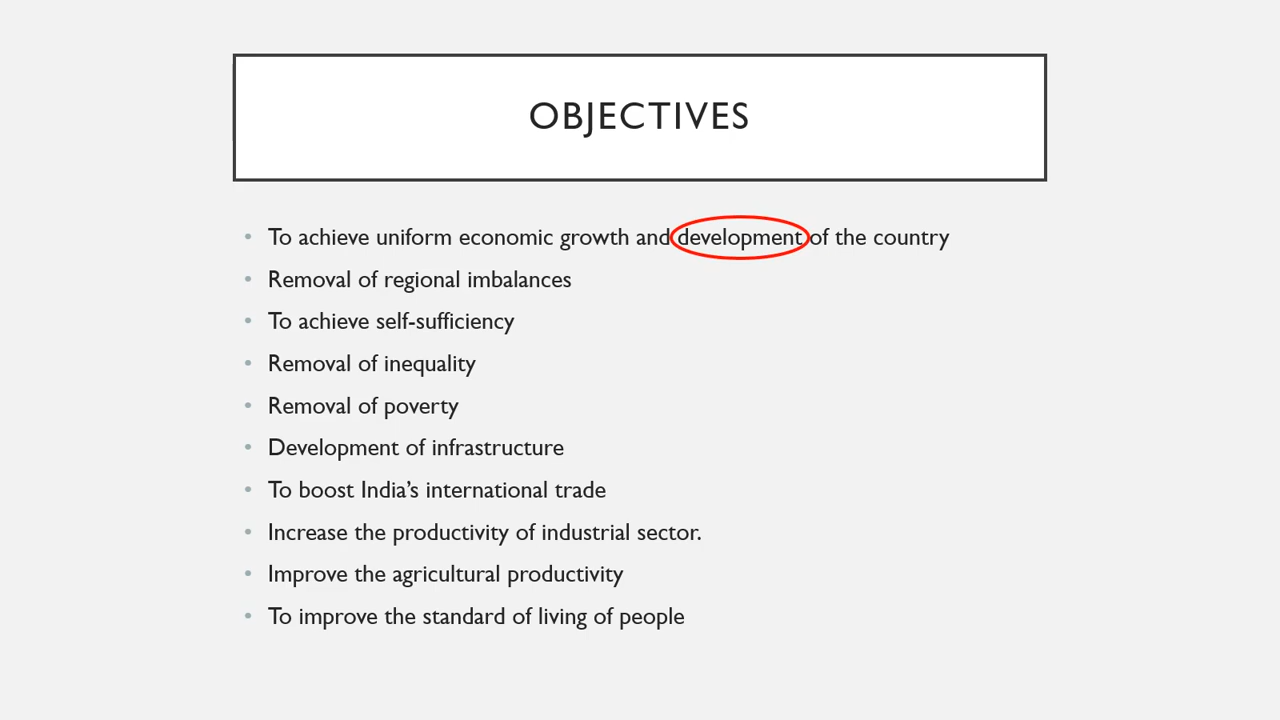 OBJECTIVES
• To achieve uniform economic growth and development of the country
• Removal of regional imbalances
• To achieve self-sufficiency
• Removal of inequality
• Removal of poverty
• Development of infrastructure
• To boost India’s international trade
• Increase the productivity of industrial sector.
• Improve the agricultural productivity
• To improve the standard of living of people